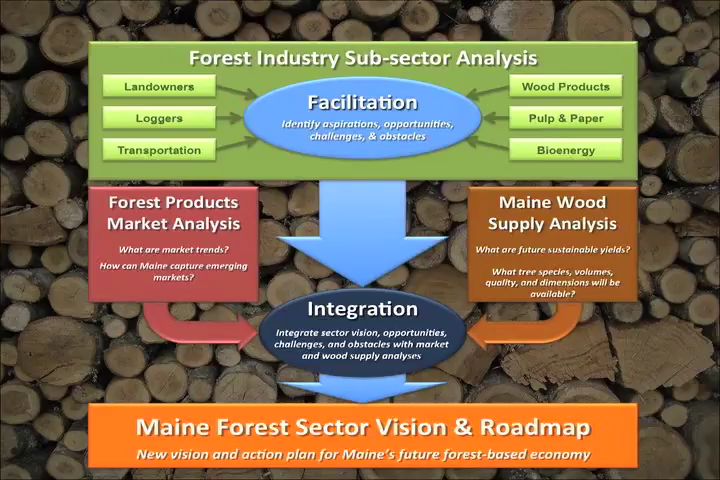 Forest Industry Sub-sector Analysis
Landowners
Loggers
Transportation
Facilitation
Identify aspirations, opportunities,
challenges, & obstacles
Wood Products
Pulp & Paper
Bioenergy
Forest Products
Market Analysis
What are market trends?
How can Maine capture emerging
markets?
Maine Wood
Supply Analysis
What are future sustainable yields?
What tree species, volumes,
quality, and dimensions will be
available?
Integration
Integrate sector vision, opportunities,
challenges, and obstacles with market
and wood supply analyses
Maine Forest Sector Vision & Roadmap
New vision and action plan for Maine's future forest-based economy